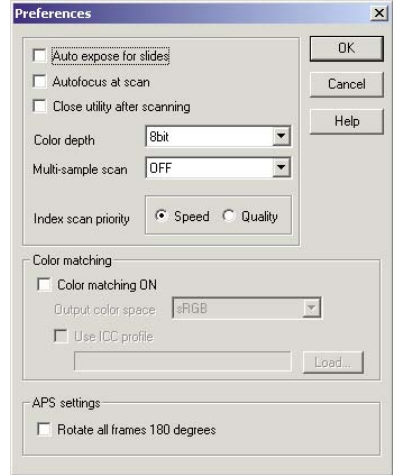 Preferences
Auto expose for slides
OK
Autofocus at scan
Cancel
Close utility after scanning
Help
Color depth 8bit
Multi-sample scan OFF
Index scan priority Speed Quality
Color matching
Color matching ON
Output color space sRGB
Use ICC profile
Load...
APS settings
Rotate all frames 180 degrees